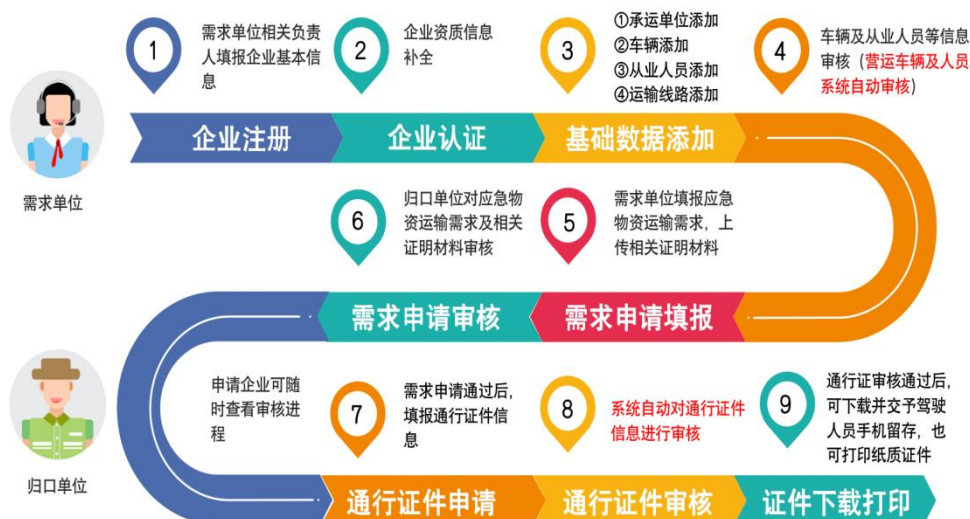 1
需求单位相关负责
人填报企业基本信
息
2
企业资质信息
补全
3
①承运单位添加
②车辆添加
③从业人员添加
④运输线路添加
4
车辆及从业人员等信息
审核（营运车辆及人员
系统自动审核）
企业注册
企业认证
基础数据添加
需求单位
6
归口单位对应急物
资运输需求及相关
证明材料审核
5
需求单位填报应急
物资运输需求，上
传相关证明材料
需求申请审核
需求申请填报
归口单位
申请企业可随
时查看审核进
程
7
需求申请通过后，
填报通行证件信
息
8
系统自动对通行证件
信息进行审核
9
通行证审核通过后，
可下载并交予驾驶
人员手机留存，也
可打印纸质证件
通行证件申请
通行证件审核
证件下载打印